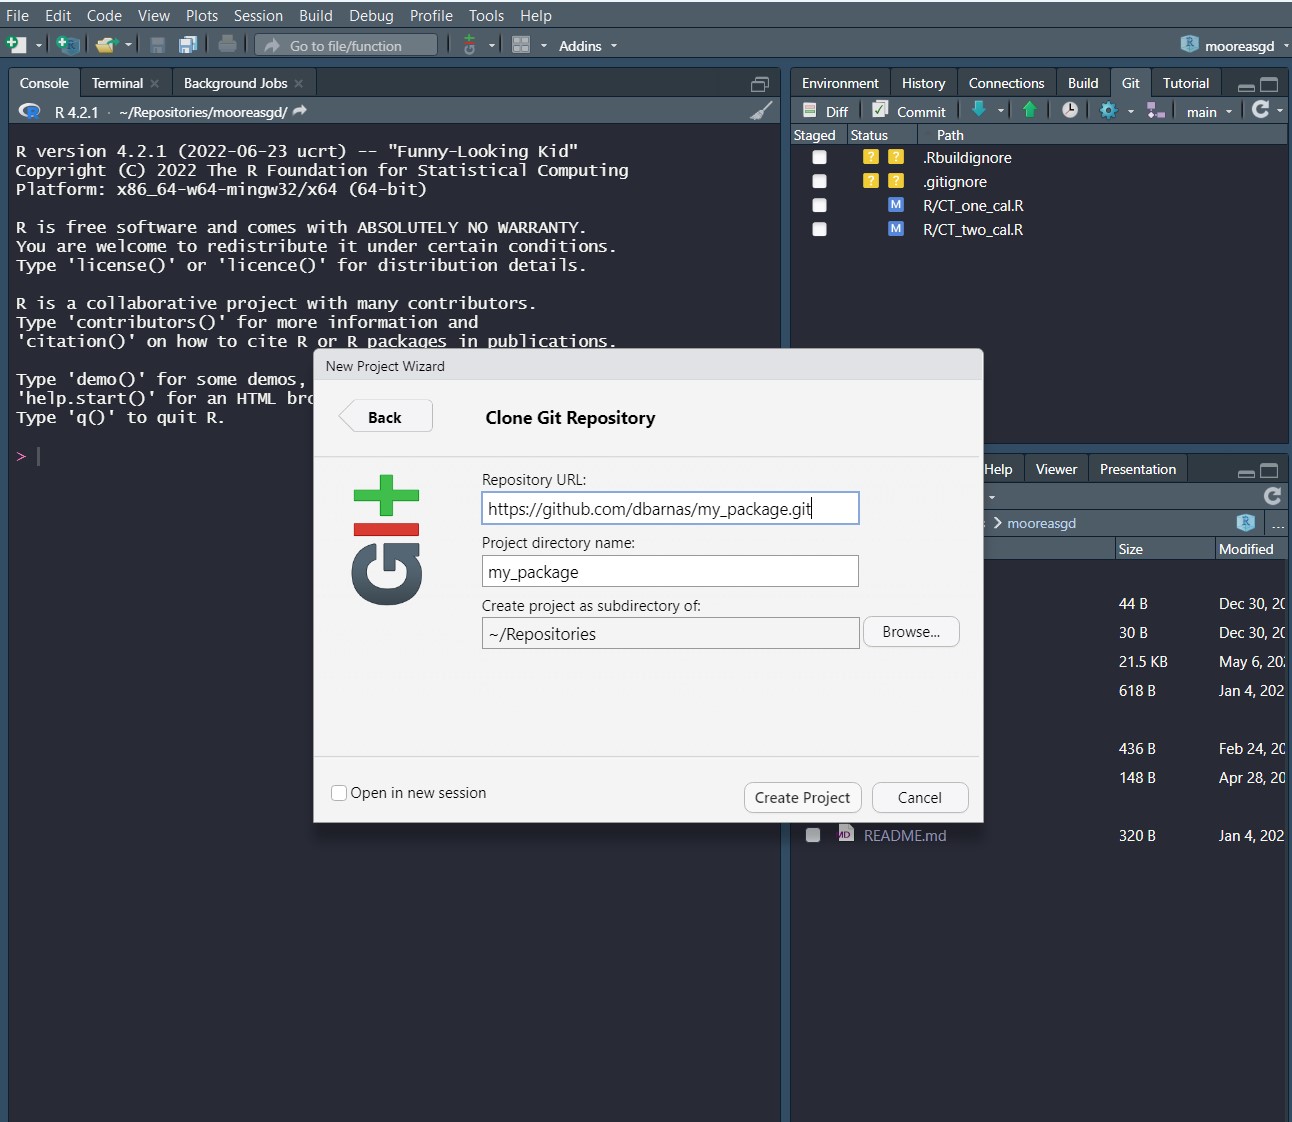 File Edit Code View Plots Session Build Debug Profile Tools Help
Go to file/function Addins mooreasgd
Console Terminal Background Jobs
R 4.2.1 · ~/Repositories/mooreasgd/
R version 4.2.1 (2022-06-23 ucrt) -- "Funny-Looking Kid"
Copyright (C) 2022 The R Foundation for Statistical Computing
Platform: x86_64-w64-mingw32/x64 (64-bit)
R is free software and comes with ABSOLUTELY NO WARRANTY.
You are welcome to redistribute it under certain conditions.
Type 'license()' or 'licence()' for distribution details.
R is a collaborative project with many contributors.
Type 'contributors()' for more information and
'citation()' on how to cite R or R packages in publications.
Type 'demo()' for some demos,
'help.start()' for an HTML
Type 'q()' to quit R.
>
Environment History Connections Build Git Tutorial
Diff Commit main
Staged Status Path
? ? .Rbuildignore
? ? .gitignore
M R/CT_one_cal.R
M R/CT_two_cal.R
New Project Wizard
Back
Clone Git Repository
Git
Repository URL:
https://github.com/dbarnas/my_package.git
Project directory name:
my_package
Create project as subdirectory of:
~/Repositories
Browse...
Open in new session
Create Project
Cancel
Help Viewer Presentation
mooreasgd ...
Size Modified
44 B Dec 30,
30 B Dec 30,
21.5 KB May 6,
618 B Jan 4,
436 B Feb 24,
148 B Apr 28,
MD README.md 320 B Jan 4,